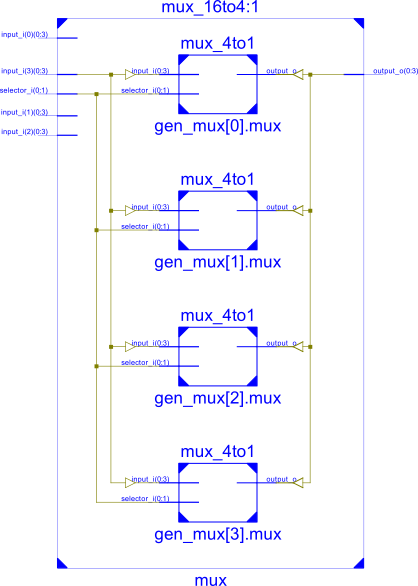 mux_16to4:1
input_i(0)(0:3)
mux_4to1
input_i(3)(0:3)
input_i(0:3)
output_o
output_o(0:3)
selector_i(0:1)
selector_i(0:1)
input_i(1)(0:3)
gen_mux[0].mux
input_i(2)(0:3)
mux_4to1
input_i(0:3)
output_o
selector_i(0:1)
gen_mux[1].mux
mux_4to1
input_i(0:3)
output_o
selector_i(0:1)
gen_mux[2].mux
mux_4to1
input_i(0:3)
output_o
selector_i(0:1)
gen_mux[3].mux
mux